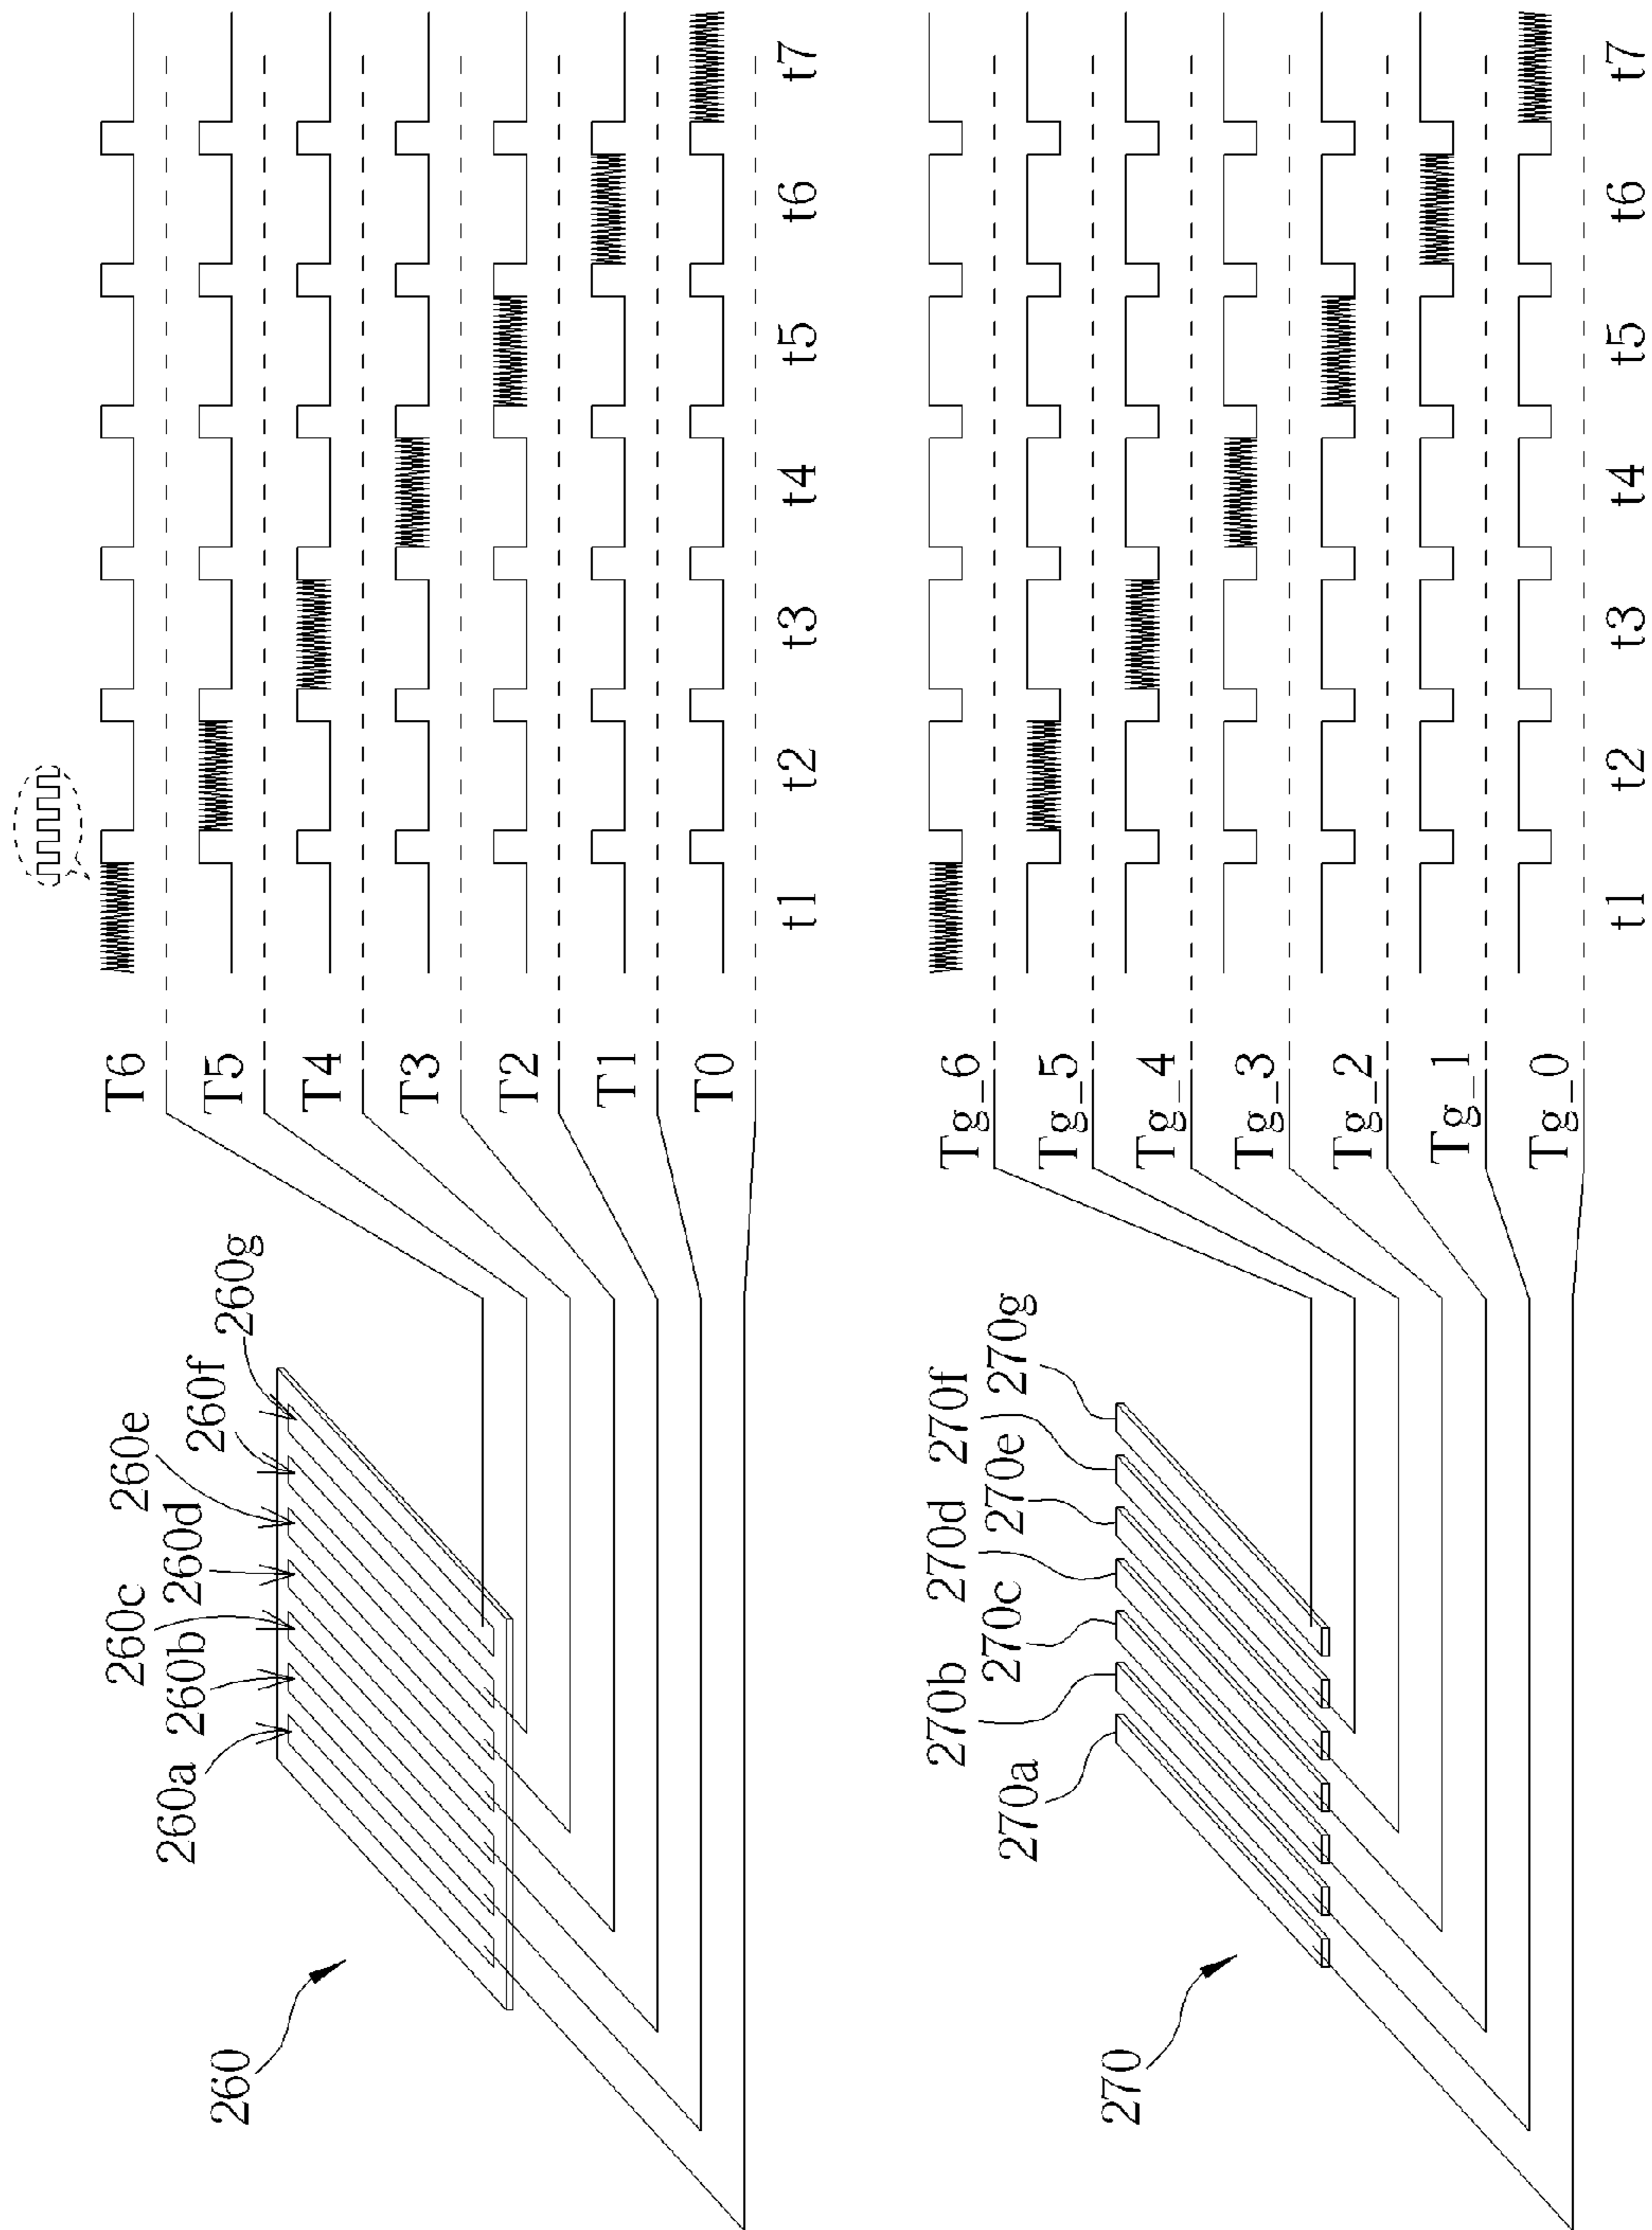 260
260a
260b
260c
260d
260e
260f
260g
T6
T5
T4
T3
T2
T1
T0
t1 t2 t3 t4 t5 t6 t7
270
270a
270b
270c
270d
270e
270f
270g
Tg_6
Tg_5
Tg_4
Tg_3
Tg_2
Tg_1
Tg_0
t1 t2 t3 t4 t5 t6 t7